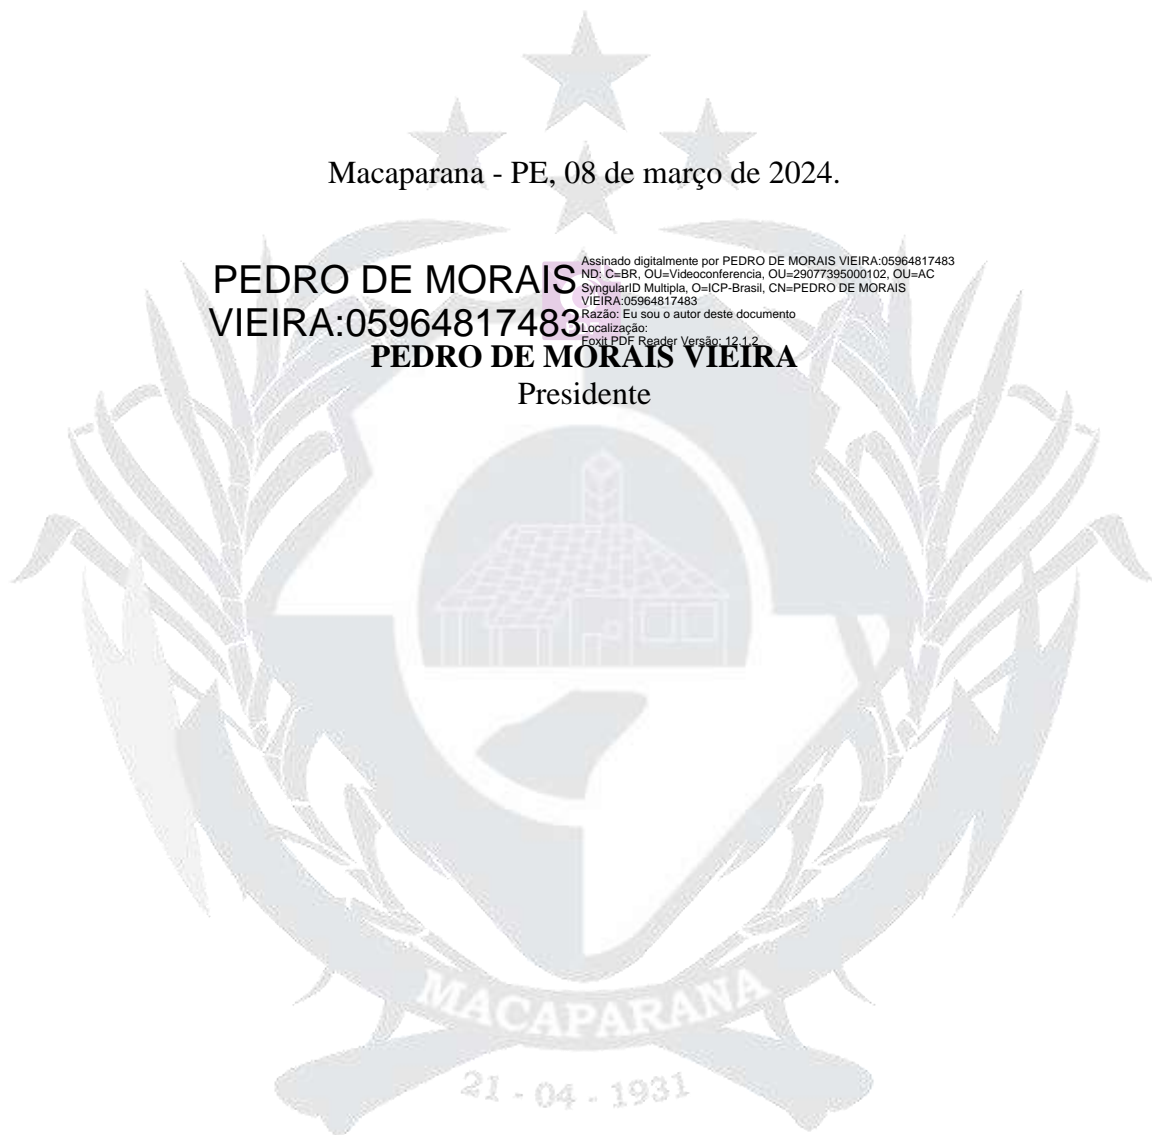 Macaparana - PE, 08 de março de 2024.
PEDRO DE MORAIS
VIEIRA:05964817483
Assinado digitalmente por PEDRO DE MORAIS VIEIRA:05964817483
ND: C=BR, OU=Videoconferencia, OU=29077395000102, OU=AC
SyngularID Multipla, O=ICP-Brasil, CN=PEDRO DE MORAIS
VIEIRA:05964817483
Razão: Eu sou o autor deste documento
Localização:
Foxit PDF Reader Versão: 12.1.2
PEDRO DE MORAIS VIEIRA
Presidente
MACAPARANA
21 - 04 - 1931